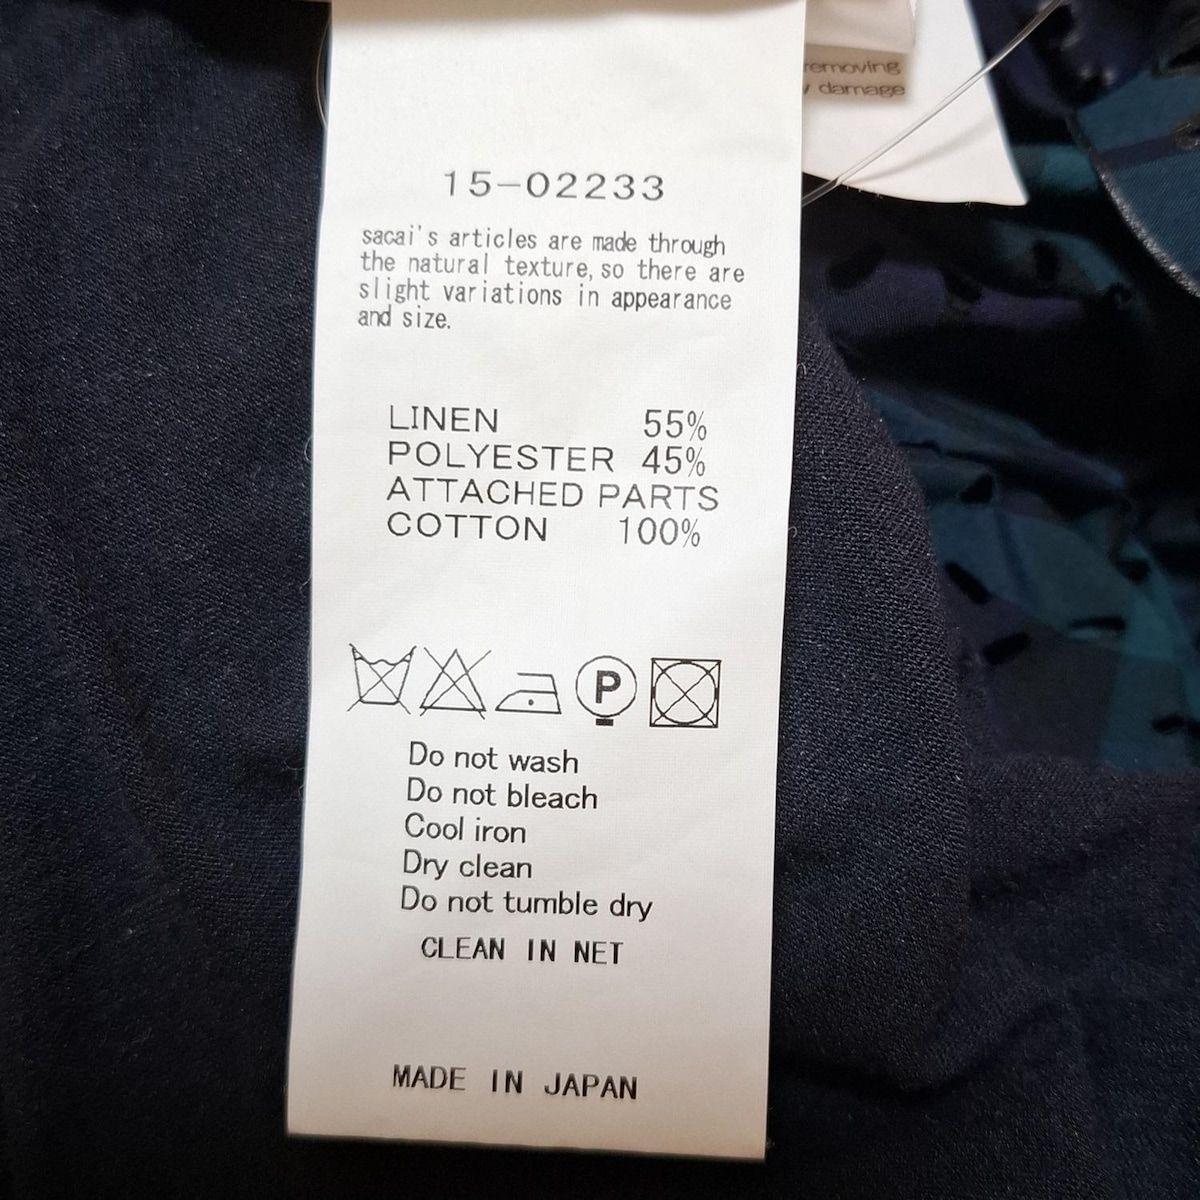 removing
damage
15-02233
sacai's articles are made through
the natural texture, so there are
slight variations in appearance
and size.
LINEN 55%
POLYESTER 45%
ATTACHED PARTS
COTTON 100%
P
Do not wash
Do not bleach
Cool iron
Dry clean
Do not tumble dry
CLEAN IN NET
MADE IN JAPAN